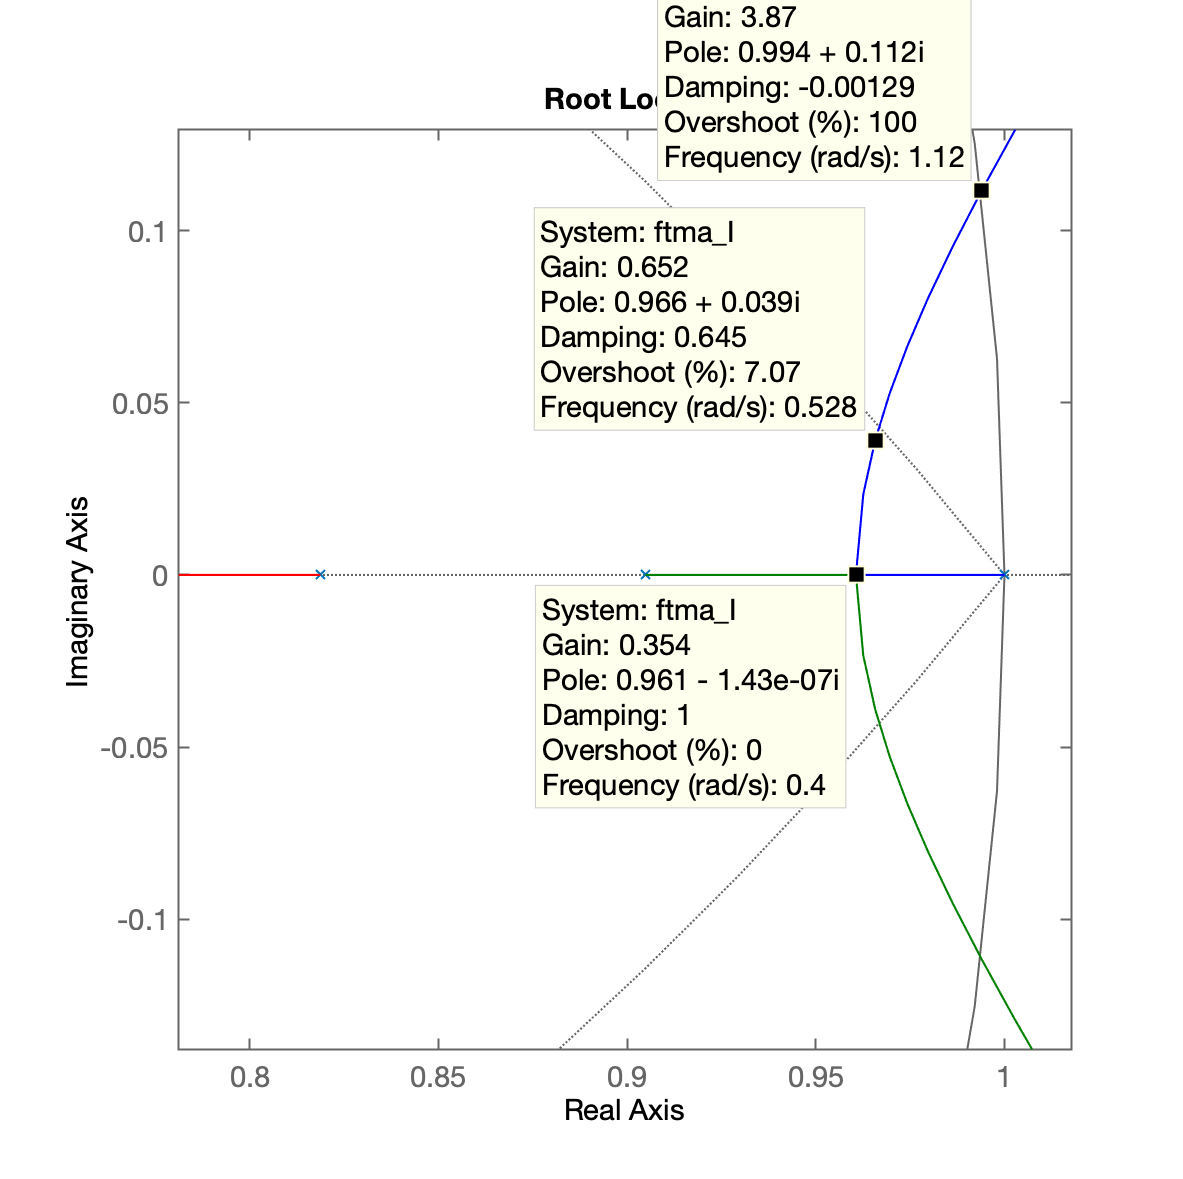 Gain: 3.87
Pole: 0.994 + 0.112i
Damping: -0.00129
Overshoot (%): 100
Frequency (rad/s): 1.12
Root Lo
System: ftma_I
Gain: 0.652
Pole: 0.966 + 0.039i
Damping: 0.645
Overshoot (%): 7.07
Frequency (rad/s): 0.528
System: ftma_I
Gain: 0.354
Pole: 0.961 - 1.43e-07i
Damping: 1
Overshoot (%): 0
Frequency (rad/s): 0.4
0.1
0.05
0
-0.05
-0.1
Imaginary Axis
0.8 0.85 0.9 0.95 1
Real Axis